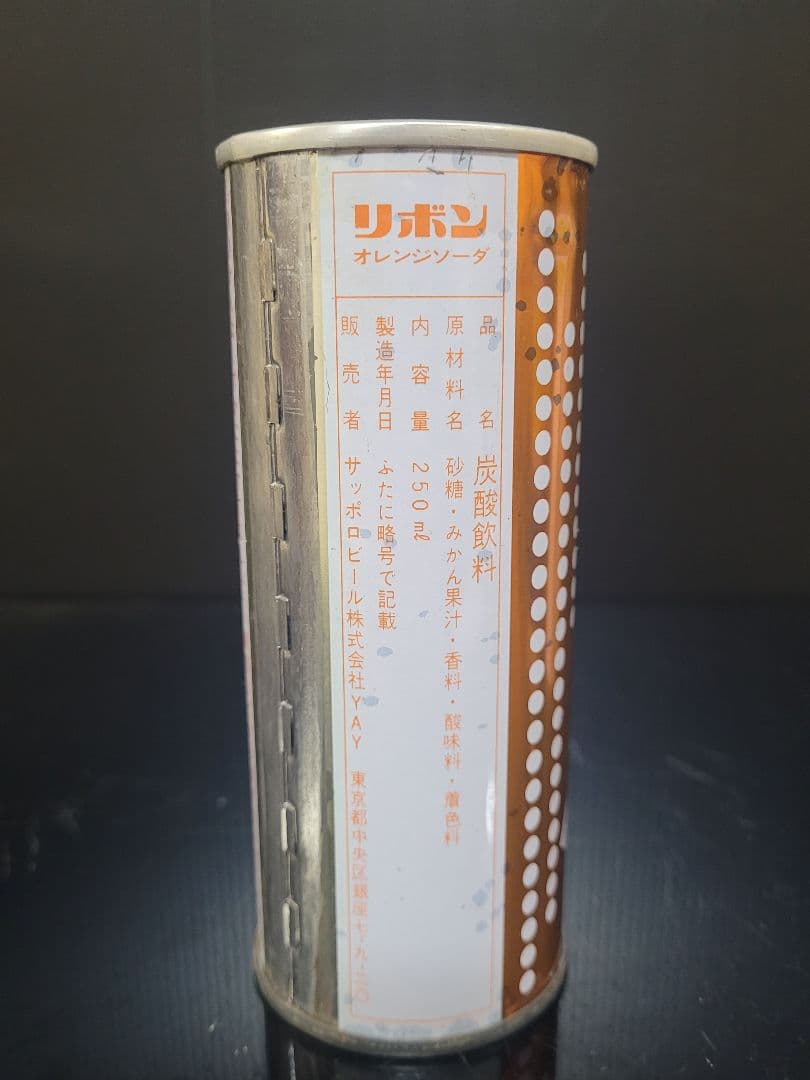 リボン
オレンジソーダ
品名 炭酸飲料
原材料名 砂糖・みかん果汁・香料・酸味料・着色料
内容量 250mℓ
製造年月日 ふたに略号で記載
販売者 サッポロビール株式会社YAY 東京都中央区銀座七-九-二〇